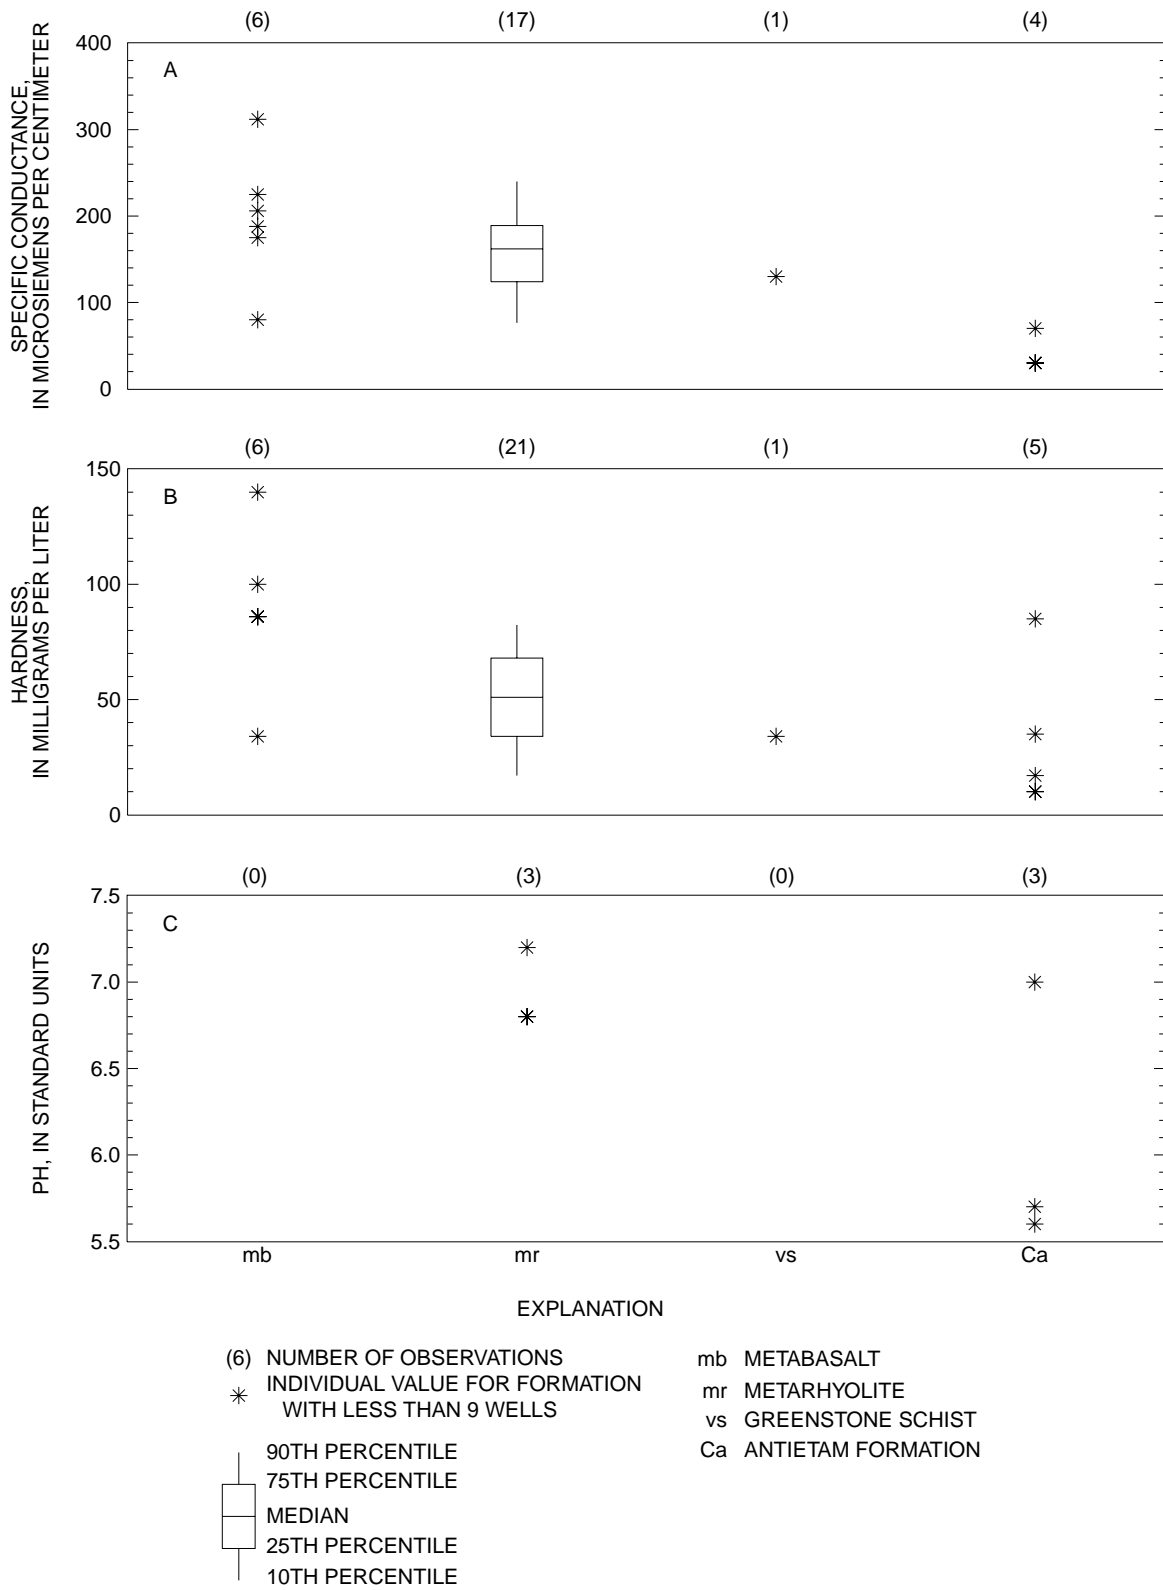 (6) (17) (1) (4)
SPECIFIC CONDUCTANCE,
IN MICROSIEMENS PER CENTIMETER
400
300
200
100
0
A
(6) (21) (1) (5)
HARDNESS,
IN MILLIGRAMS PER LITER
150
100
50
0
B
(0) (3) (0) (3)
PH, IN STANDARD UNITS
7.5
7.0
6.5
6.0
5.5
C
mb mr vs Ca
EXPLANATION
(6) NUMBER OF OBSERVATIONS
INDIVIDUAL VALUE FOR FORMATION
WITH LESS THAN 9 WELLS
90TH PERCENTILE
75TH PERCENTILE
MEDIAN
25TH PERCENTILE
10TH PERCENTILE
mb METABASALT
mr METARHYOLITE
vs GREENSTONE SCHIST
Ca ANTIETAM FORMATION